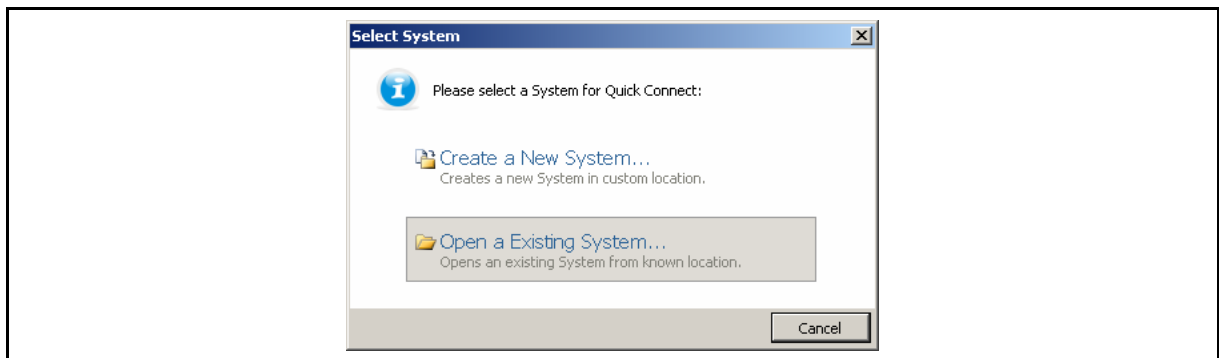 Select System
Please select a System for Quick Connect:
Create a New System...
Creates a new System in custom location.
Open a Existing System...
Opens an existing System from known location.
Cancel